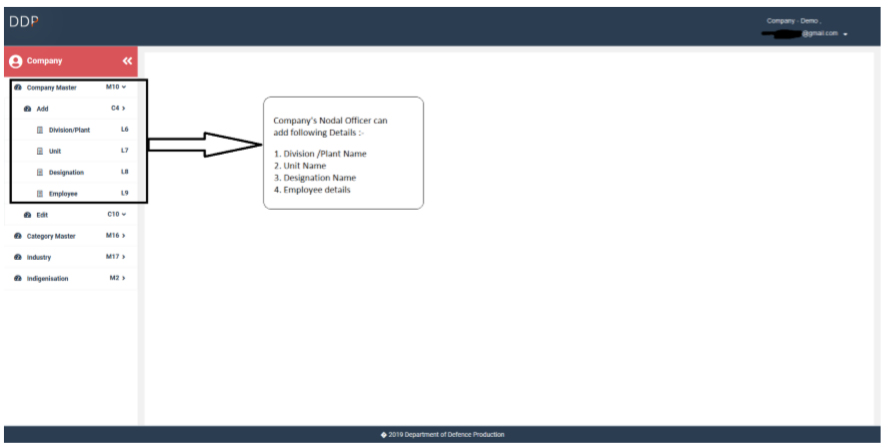 DDP
Company - Demo ,
@gmail.com
Company
Company Master M10
Add C4
Division/Plant L6
Unit L7
Designation L8
Employee L9
Edit C10
Category Master M16
Industry M17
Indigenisation M2
Company's Nodal Officer can
add following Details :-
1. Division /Plant Name
2. Unit Name
3. Designation Name
4. Employee details
� 2019 Department of Defence Production